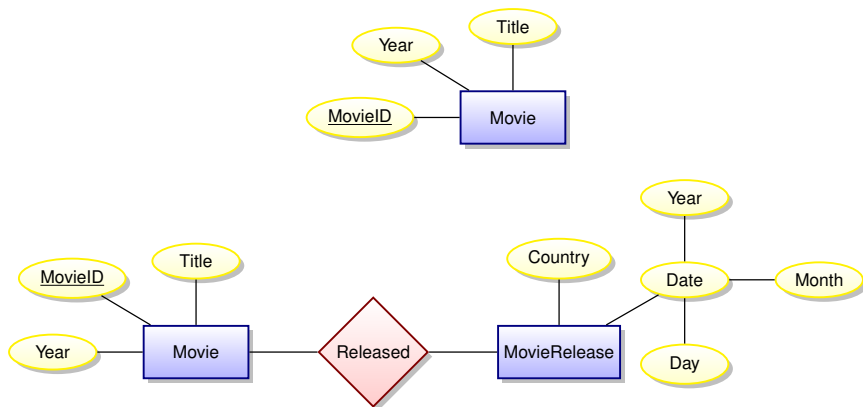 Title
Year
MovieID
Movie
Year
MovieID
Title
Country
Date
Month
Year
Movie
Released
MovieRelease
Day